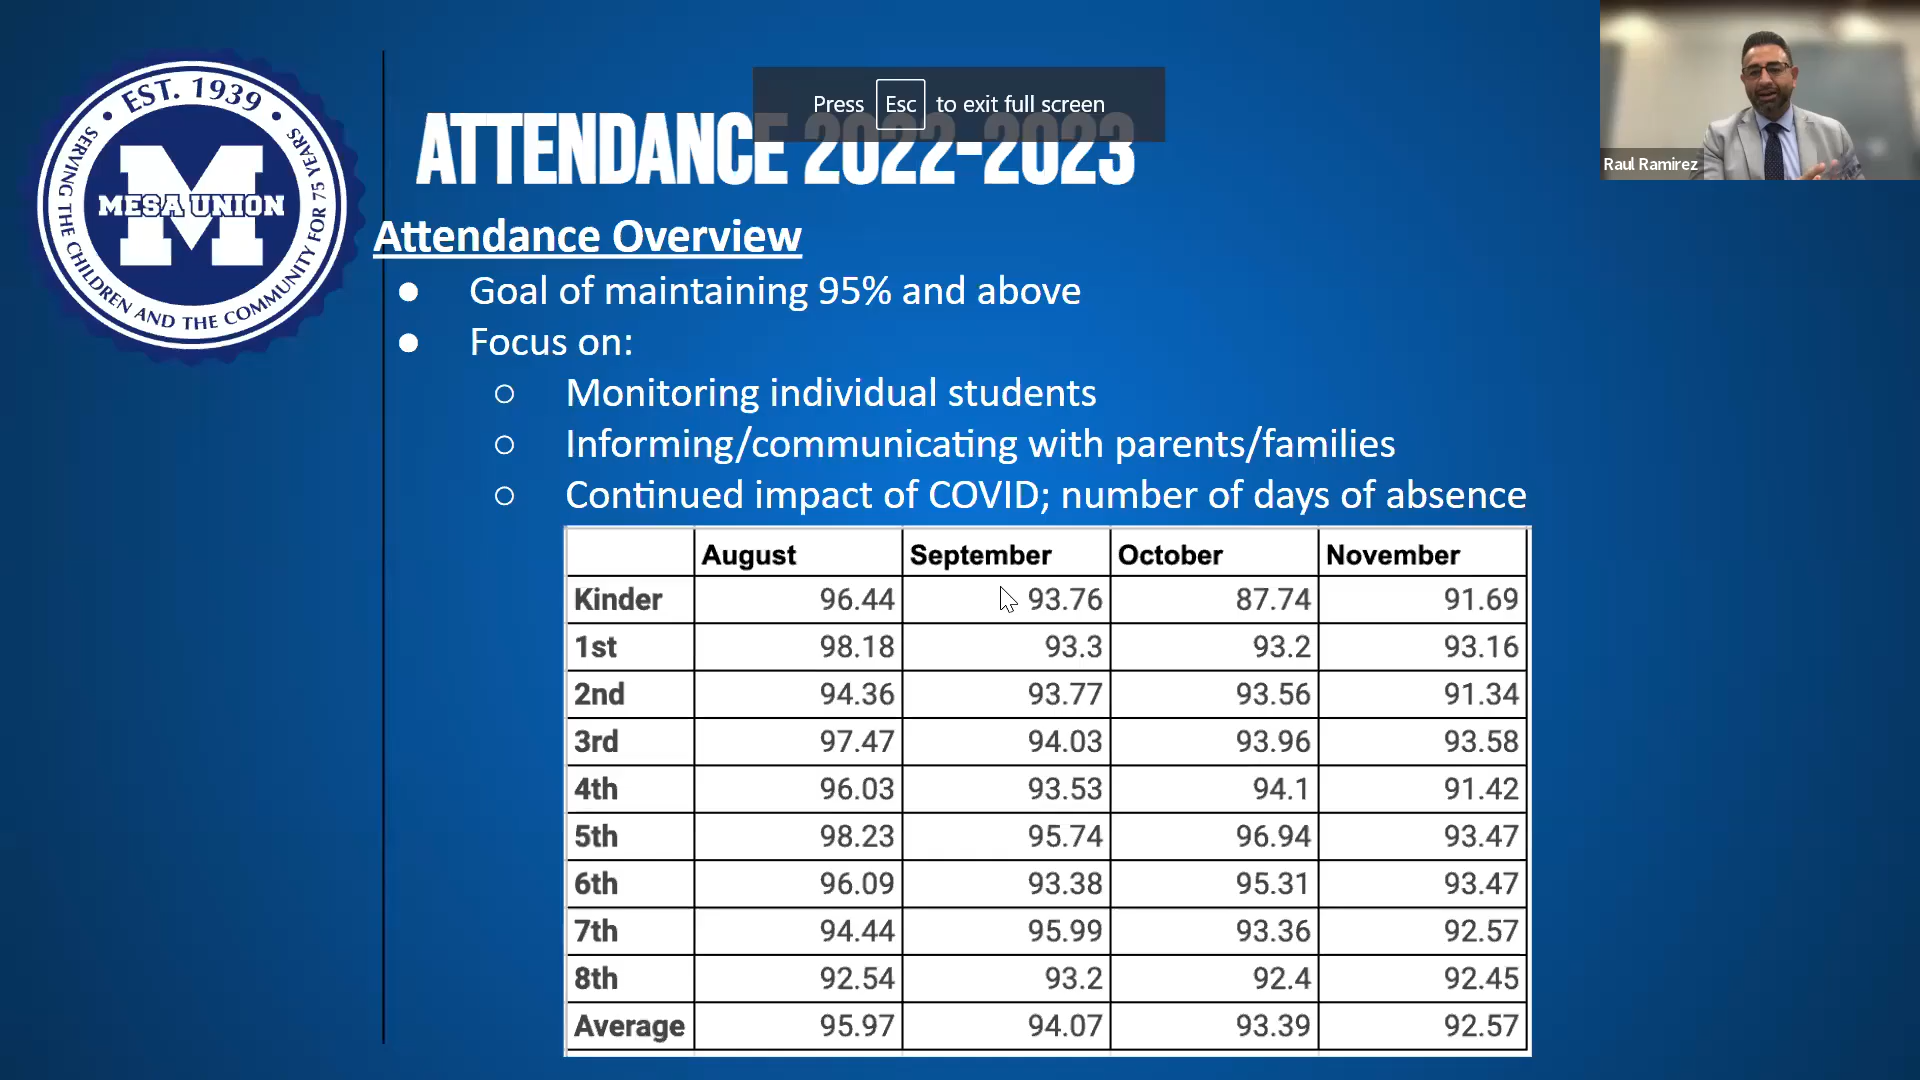 EST. 1939
SERVING THE CHILDREN AND THE COMMUNITY FOR 75 YEARS
MESA UNION
Press Esc to exit full screen
ATTENDANCE 2022-2023
Raul Ramirez
Attendance Overview
● Goal of maintaining 95% and above
● Focus on:
○ Monitoring individual students
○ Informing/communicating with parents/families
○ Continued impact of COVID; number of days of absence
August September October November
Kinder 96.44 93.76 87.74 91.69
1st 98.18 93.3 93.2 93.16
2nd 94.36 93.77 93.56 91.34
3rd 97.47 94.03 93.96 93.58
4th 96.03 93.53 94.1 91.42
5th 98.23 95.74 96.94 93.47
6th 96.09 93.38 95.31 93.47
7th 94.44 95.99 93.36 92.57
8th 92.54 93.2 92.4 92.45
Average 95.97 94.07 93.39 92.57